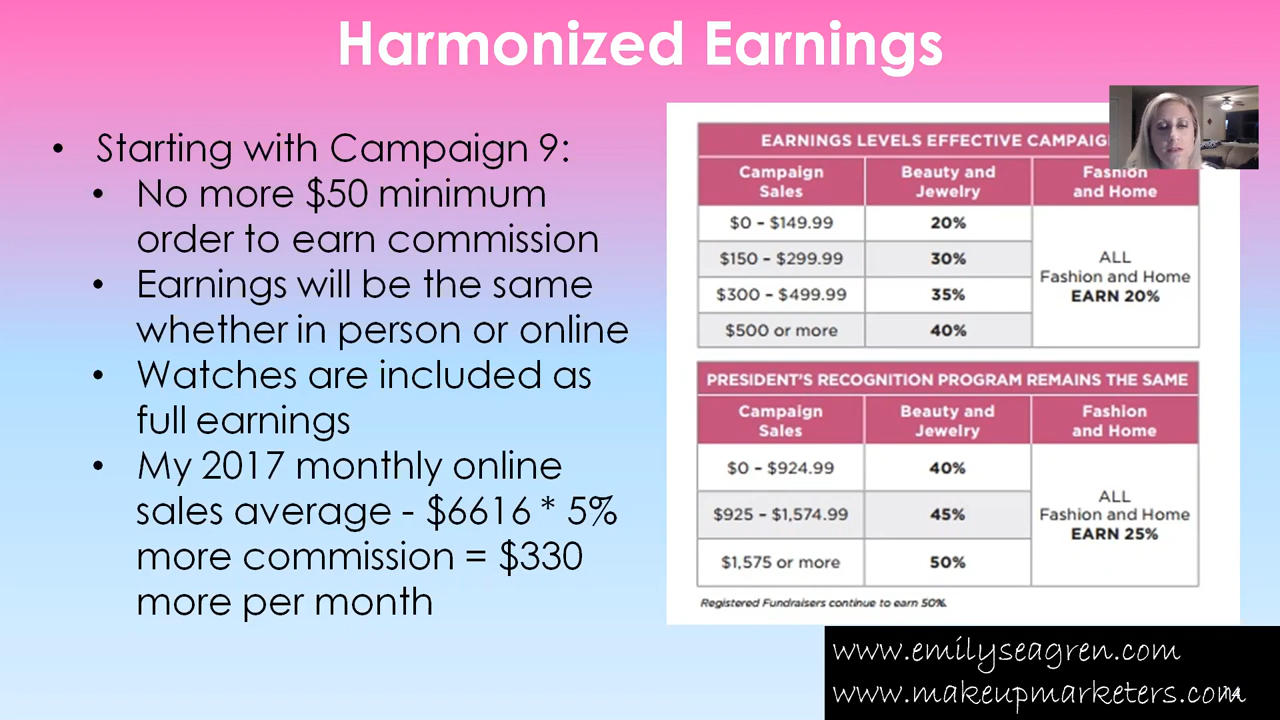 Harmonized Earnings
• Starting with Campaign 9:
• No more $50 minimum
order to earn commission
• Earnings will be the same
whether in person or online
• Watches are included as
full earnings
• My 2017 monthly online
sales average - $6616 * 5%
more commission = $330
more per month
EARNINGS LEVELS EFFECTIVE
Campaign Sales Beauty and Jewelry Fashion and Home
$0 – $149.99 20%
$150 – $299.99 30%
$300 – $499.99 35%
$500 or more 40%
ALL
Fashion and Home
EARN 20%
PRESIDENT'S RECOGNITION PROGRAM REMAINS THE SAME
Campaign Sales Beauty and Jewelry Fashion and Home
$0 – $924.99 40%
$925 – $1,574.99 45%
$1,575 or more 50%
ALL
Fashion and Home
EARN 25%
Registered Fundraisers continue to earn 50%.
www.emilyseagren.com
www.makeupmarketers.com